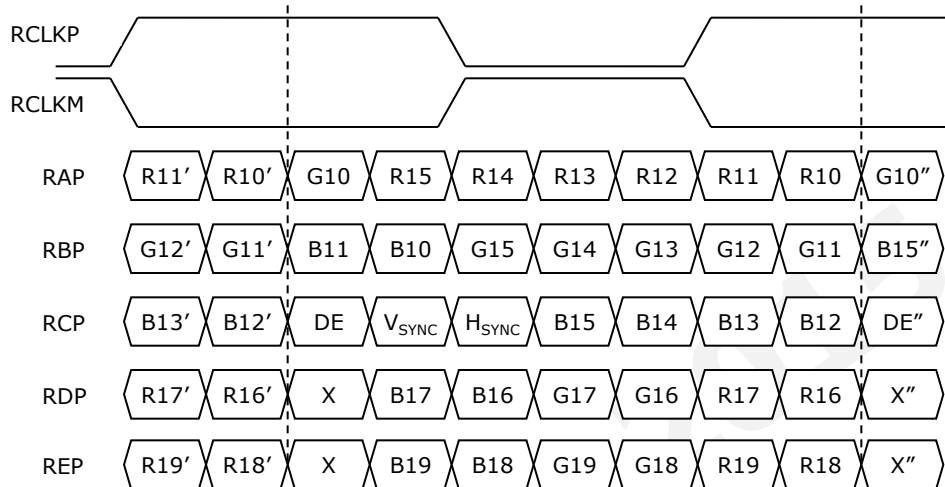 RCLKP
RCLKM
RAP R11′ R10′ G10 R15 R14 R13 R12 R11 R10 G10″
RBP G12′ G11′ B11 B10 G15 G14 G13 G12 G11 B15″
RCP B13′ B12′ DE VSYNC HSYNC B15 B14 B13 B12 DE″
RDP R17′ R16′ X B17 B16 G17 G16 R17 R16 X″
REP R19′ R18′ X B19 B18 G19 G18 R19 R18 X″